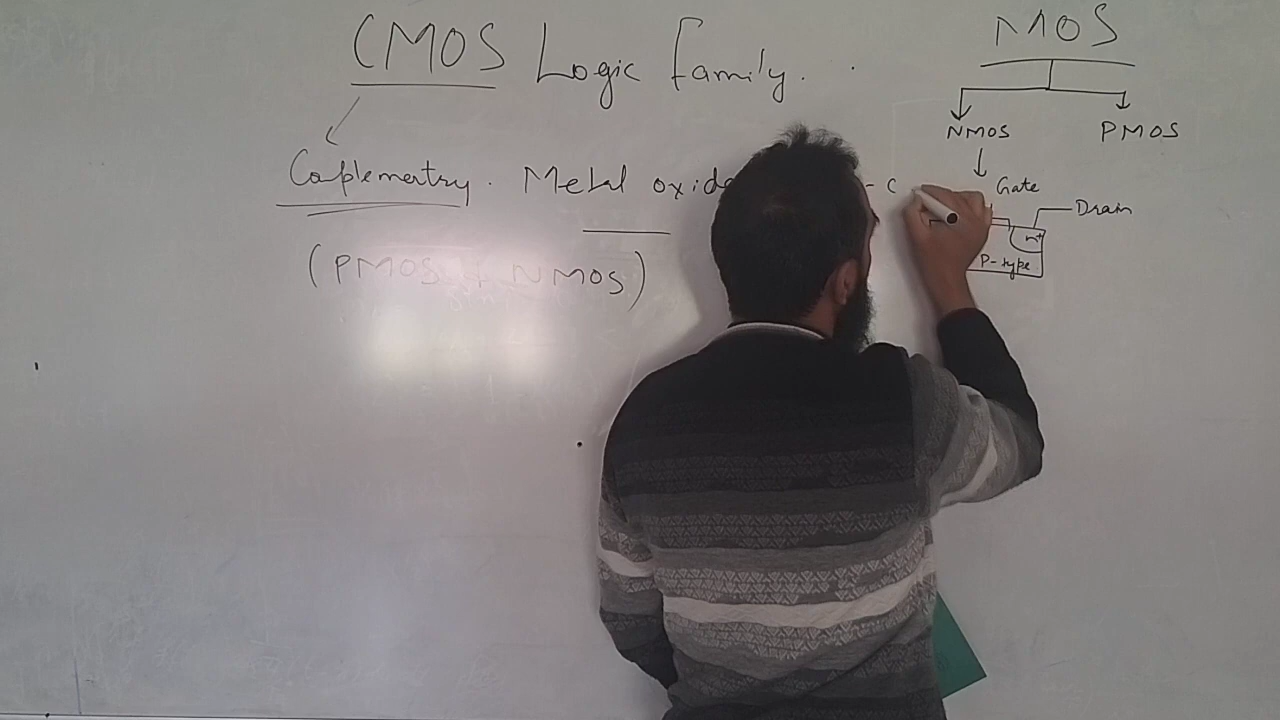 CMOS Logic Family.
Coplementry. Metal oxide
(PMOS + NMOS)
MOS
NMOS PMOS
Gate
Drain
n+
P-type